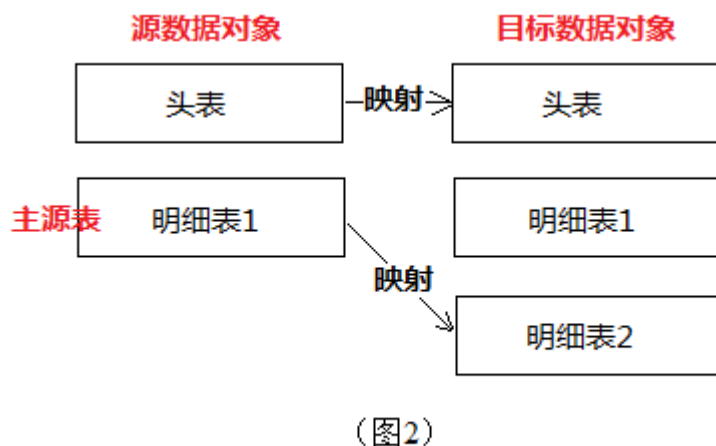 源数据对象
目标数据对象
头表
映射
头表
主源表
明细表1
明细表1
映射
明细表2
（图2）